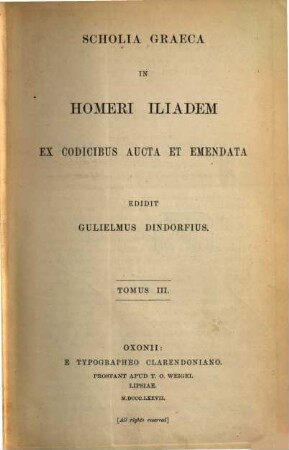 SCHOLIA GRAECA
IN
HOMERI ILIADEM
EX CODICIBUS AUCTA ET EMENDATA
EDIDIT
GULIELMUS DINDORFIUS.
TOMUS III.
OXONII:
E TYPOGRAPHEO CLARENDONIANO.
PROSTANT APUD T. O. WEIGEL
LIPSIAE.
M.DCCC.LXXVII.
[All rights reserved]